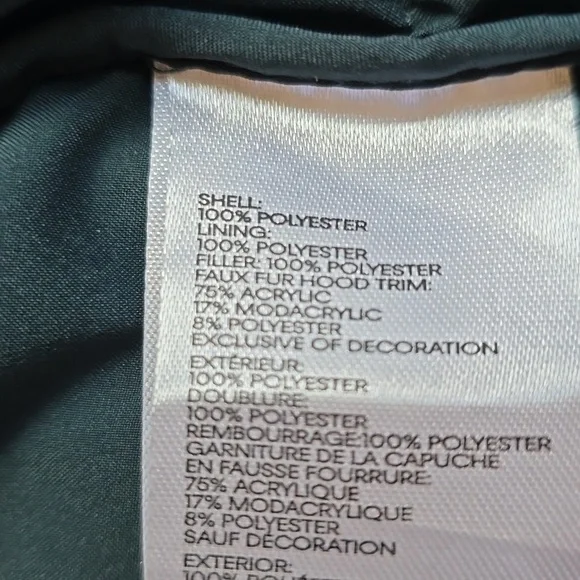 SHELL:
100% POLYESTER
LINING:
100% POLYESTER
FILLER: 100% POLYESTER
FAUX FUR HOOD TRIM:
75% ACRYLIC
17% MODACRYLIC
8% POLYESTER
EXCLUSIVE OF DECORATION
EXTÉRIEUR:
100% POLYESTER
DOUBLURE:
100% POLYESTER
REMBOURRAGE:100% POLYESTER
GARNITURE DE LA CAPUCHE
EN FAUSSE FOURRURE:
75% ACRYLIQUE
17% MODACRYLIQUE
8% POLYESTER
SAUF DÉCORATION
EXTERIOR:
100%